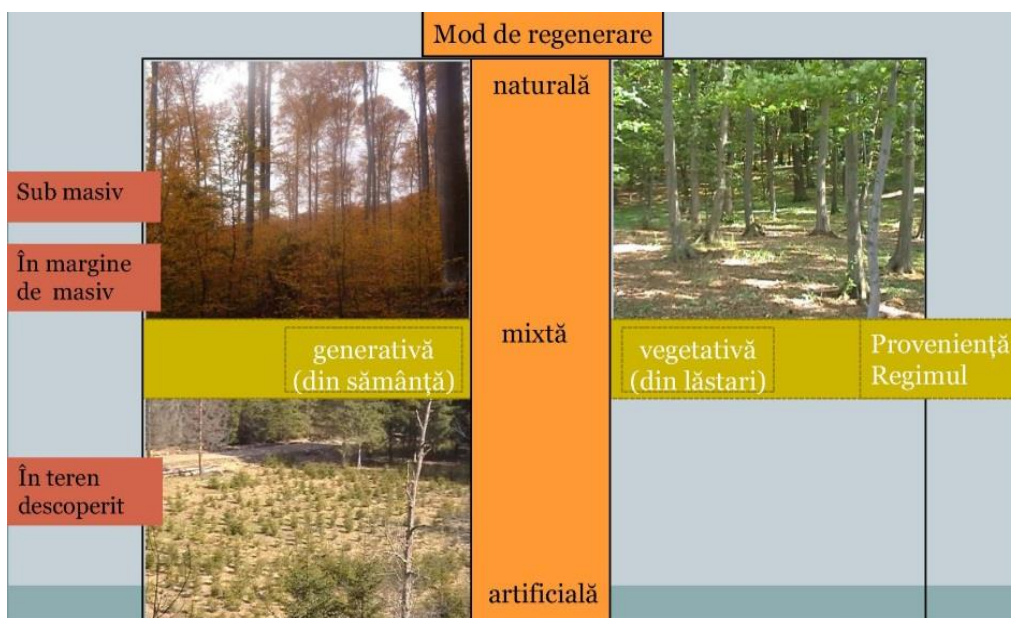 Mod de regenerare
naturală
Sub masiv
În margine
de masiv
mixtă
generativă
(din sămânță)
vegetativă
(din lăstari)
Proveniență
Regimul
În teren
descoperit
artificială